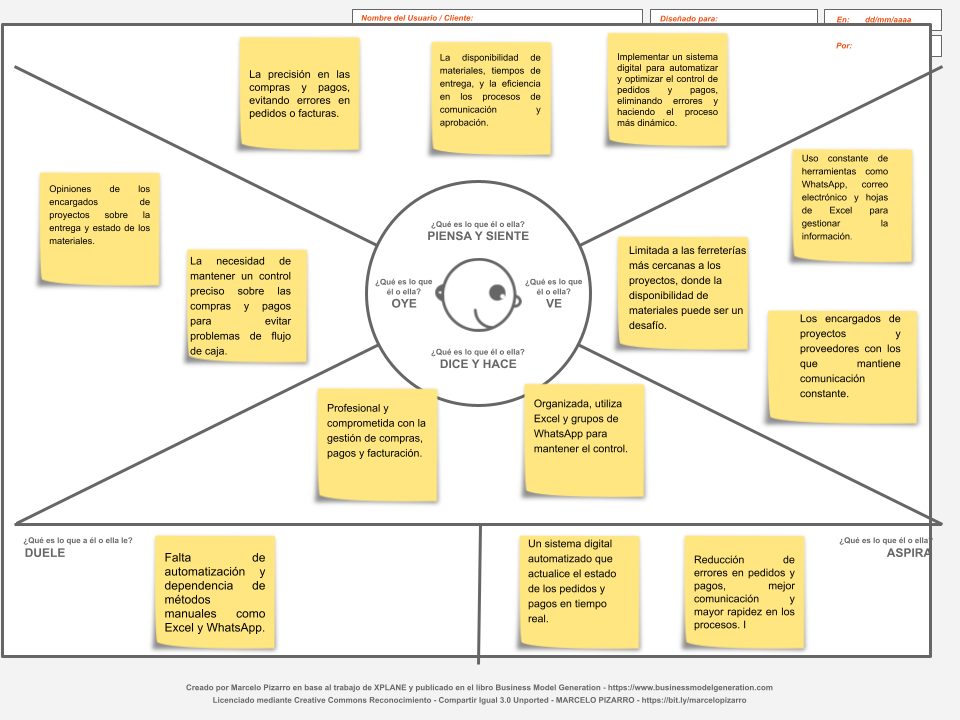 Nombre del Usuario / Cliente:
Diseñado para:
En: dd/mm/aaaa
Por:
La precisión en las
compras y pagos,
evitando errores en
pedidos o facturas.
La disponibilidad de
materiales, tiempos de
entrega, y la eficiencia
en los procesos de
comunicación y
aprobación.
Implementar un sistema
digital para automatizar
y optimizar el control de
pedidos y pagos,
eliminando errores y
haciendo el proceso
más dinámico.
Opiniones de los
encargados de
proyectos sobre la
entrega y estado de los
materiales.
La necesidad de
mantener un control
preciso sobre las
compras y pagos
para evitar
problemas de flujo
de caja.
¿Qué es lo que él o ella?
PIENSA Y SIENTE
¿Qué es lo que
él o ella?
OYE
¿Qué es lo que
él o ella?
VE
¿Qué es lo que él o ella?
DICE Y HACE
Limitada a las ferreterías
más cercanas a los
proyectos, donde la
disponibilidad de
materiales puede ser un
desafío.
Uso constante de
herramientas como
WhatsApp, correo
electrónico y hojas
de Excel para
gestionar la
información.
Los encargados de
proyectos y
proveedores con los
que mantiene
comunicación
constante.
Profesional y
comprometida con la
gestión de compras,
pagos y facturación.
Organizada, utiliza
Excel y grupos de
WhatsApp para
mantener el control.
¿Qué es lo que a él o ella le?
DUELE
Falta de
automatización y
dependencia de
métodos
manuales como
Excel y WhatsApp.
Un sistema digital
automatizado que
actualice el estado
de los pedidos y
pagos en tiempo
real.
Reducción de
errores en pedidos y
pagos, mejor
comunicación y
mayor rapidez en los
procesos. I
¿Qué es lo que él o ella?
ASPIRA
Creado por Marcelo Pizarro en base al trabajo de XPLANE y publicado en el libro Business Model Generation - https://www.businessmodelgeneration.com
Licenciado mediante Creative Commons Reconocimiento - Compartir Igual 3.0 Unported - MARCELO PIZARRO - https://bit.ly/marcelopizarro